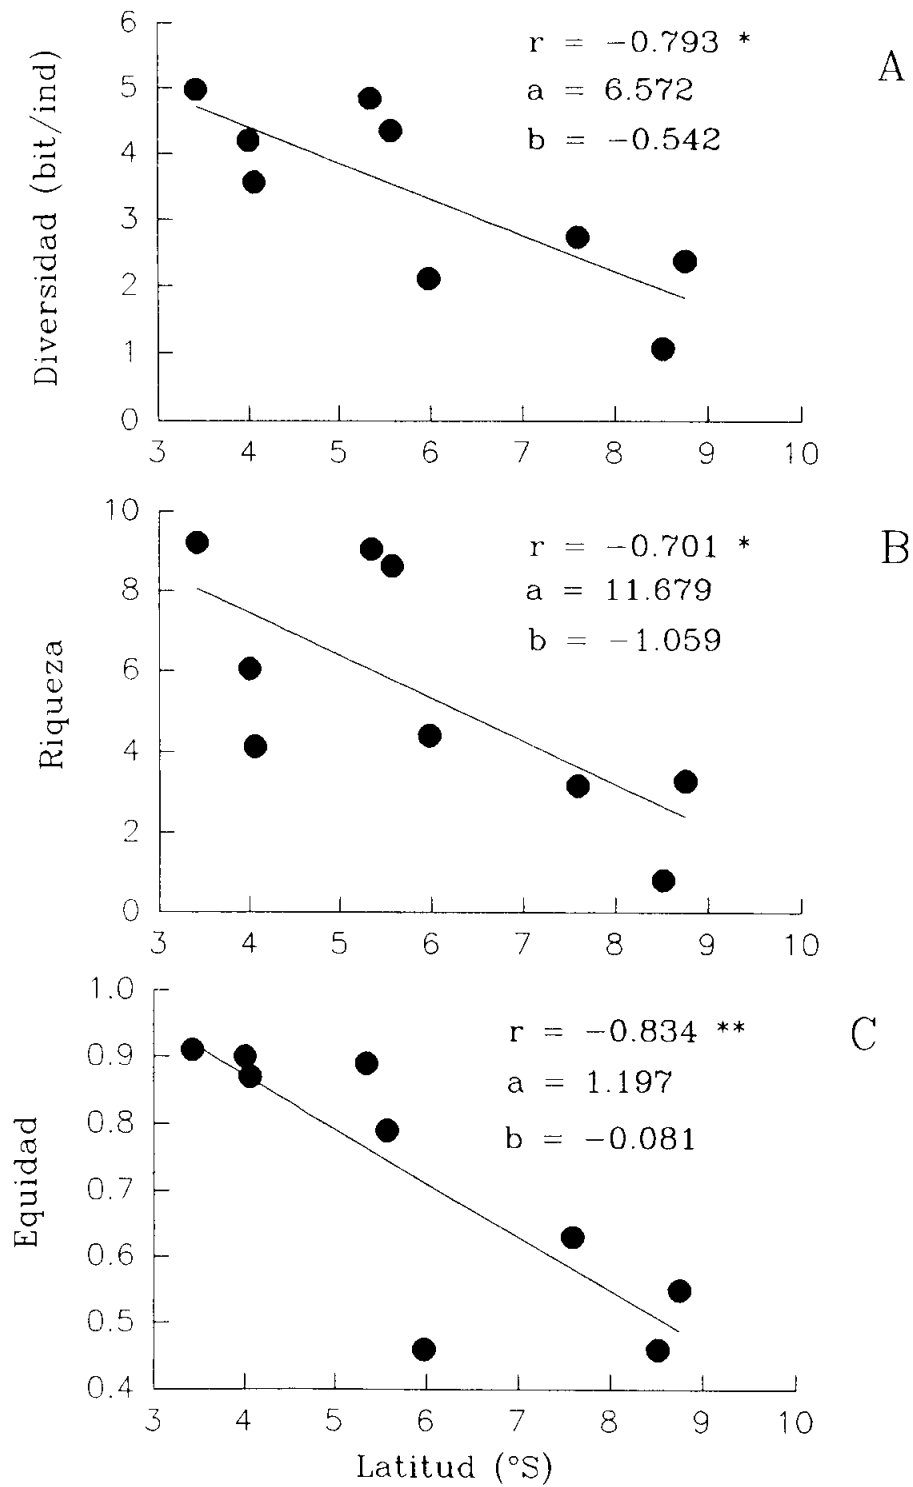 6
5
4
3
2
1
0
Diversidad (bit/ind)
r = -0.793 *
a = 6.572
b = -0.542
A
3 4 5 6 7 8 9 10
10
8
6
4
2
0
Riqueza
r = -0.701 *
a = 11.679
b = -1.059
B
3 4 5 6 7 8 9 10
1.0
0.9
0.8
0.7
0.6
0.5
0.4
Equidad
r = -0.834 **
a = 1.197
b = -0.081
C
3 4 5 6 7 8 9 10
Latitud (°S)